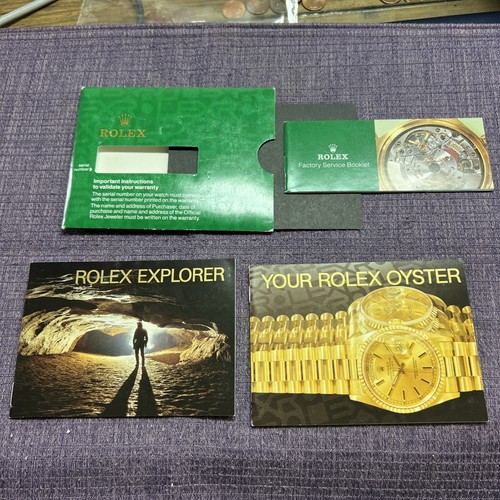 ROLEX
serial
number
Important instructions
to validate your warranty
The serial number on your watch must correspond
with the serial number printed on the warranty.
The name and address of Purchaser, date of
purchase and name and address of the Official
Rolex Jeweler must be written on the warranty.
ROLEX
Factory Service Booklet
ROLEX EXPLORER
YOUR ROLEX OYSTER